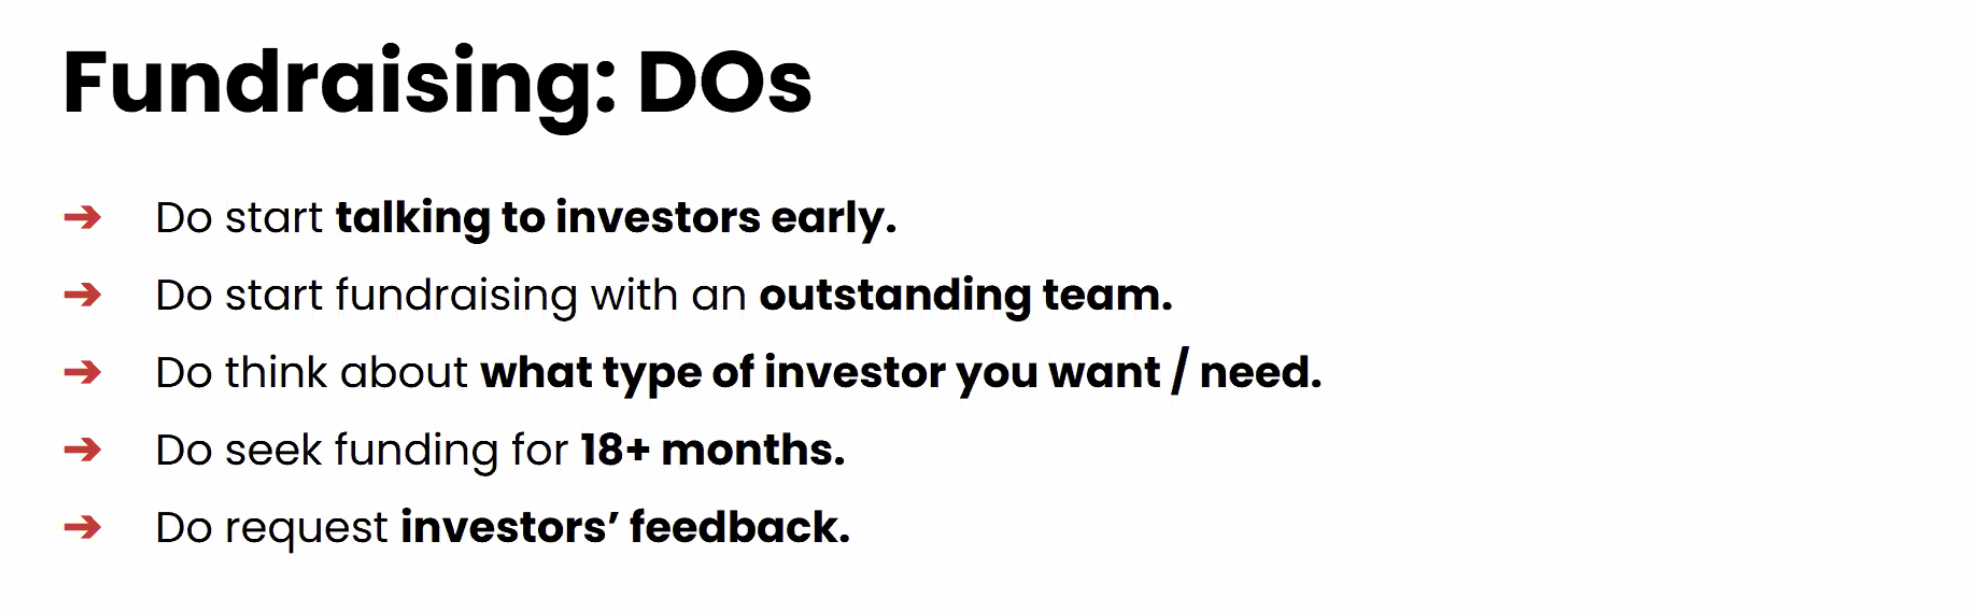 Fundraising: DOs
➔ Do start talking to investors early.
➔ Do start fundraising with an outstanding team.
➔ Do think about what type of investor you want / need.
➔ Do seek funding for 18+ months.
➔ Do request investors’ feedback.